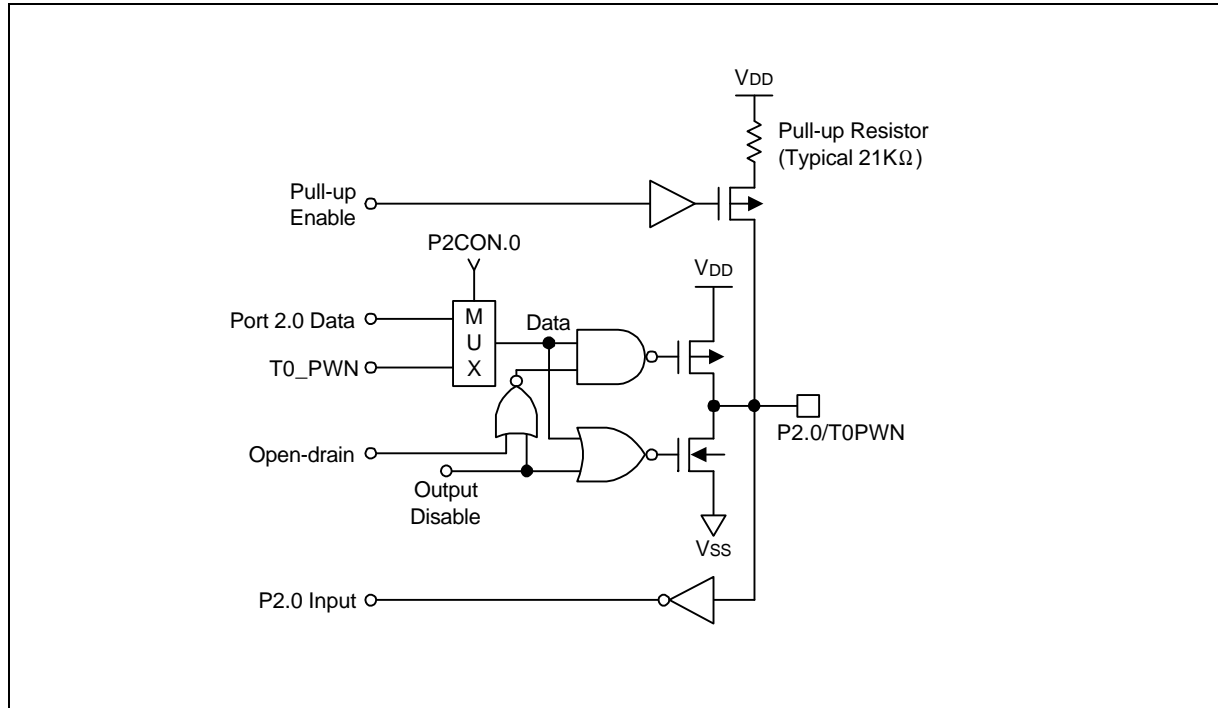 VDD
Pull-up Resistor
(Typical 21KΩ)
Pull-up
Enable
P2CON.0
VDD
Port 2.0 Data
M
U
X
Data
T0_PWN
P2.0/T0PWN
Open-drain
Output
Disable
VSS
P2.0 Input